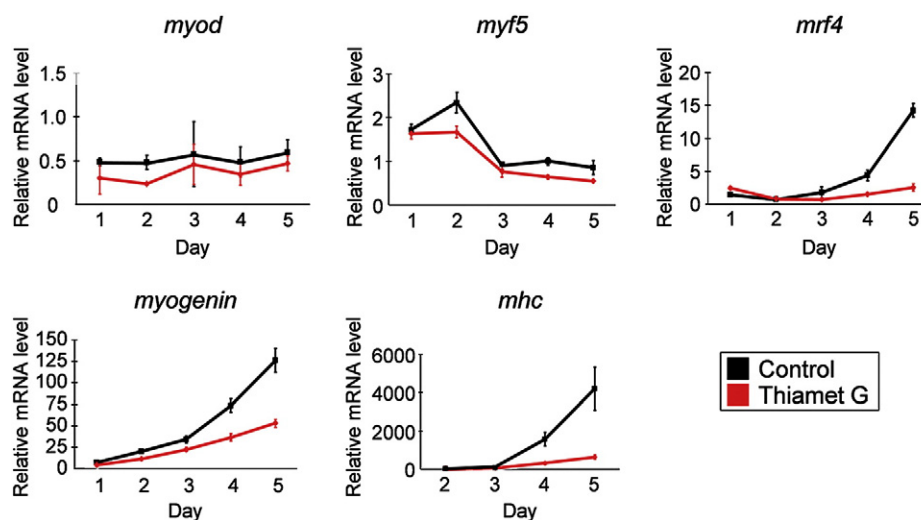 myod
Relative mRNA level
1.5
1.0
0.5
0
1 2 3 4 5
Day
myf5
Relative mRNA level
3
2
1
0
1 2 3 4 5
Day
mrf4
Relative mRNA level
20
15
10
5
0
1 2 3 4 5
Day
myogenin
Relative mRNA level
150
125
100
75
50
25
0
1 2 3 4 5
Day
mhc
Relative mRNA level
6000
4000
2000
0
2 3 4 5
Day
Control
Thiamet G